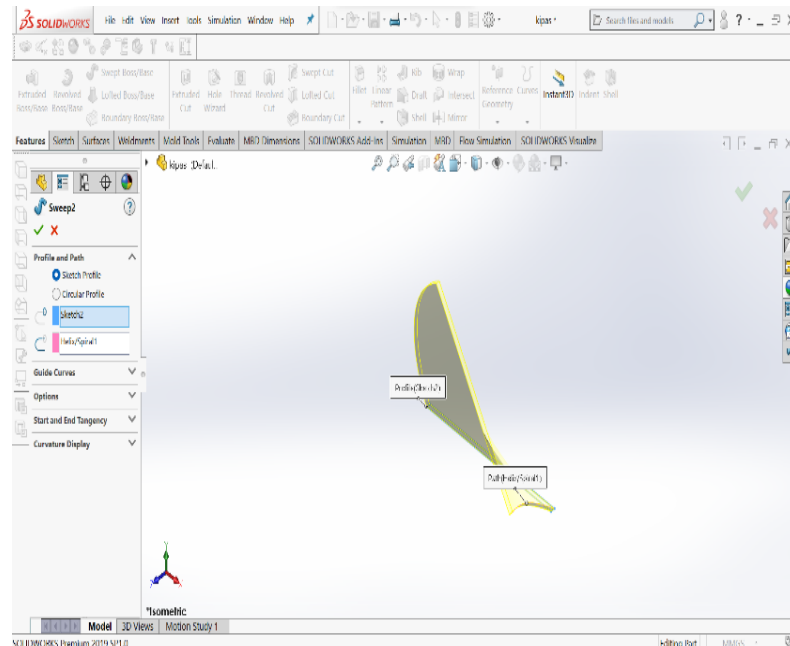 SOLIDWORKS File Edit View Insert Tools Simulation Window Help kipas * Search files and models ?
Extruded Boss/Base Revolved Boss/Base Swept Boss/Base Lofted Boss/Base Boundary Boss/Base Extruded Cut Hole Wizard Thread Revolved Cut Swept Cut Lofted Cut Boundary Cut Fillet Linear Pattern Rib Draft Shell Wrap Intersect Mirror Reference Geometry Curves Instant3D Indent Shell
Features Sketch Surfaces Weldments Mold Tools Evaluate MBD Dimensions SOLIDWORKS Add-Ins Simulation MBD Flow Simulation SOLIDWORKS Visualize
kipas (Defaul..
Sweep2
Profile and Path
Sketch Profile
Circular Profile
Sketch2
Helix/Spiral1
Guide Curves
Options
Start and End Tangency
Curvature Display
Profile(Sketch2)
Path(Helix/Spiral1)
*Isometric
Model 3D Views Motion Study 1
SOLIDWORKS Premium 2019 SP1.0 Editing Part MMGS